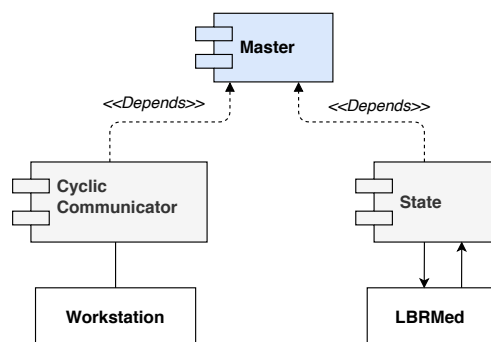 Master
<<Depends>>
<<Depends>>
Cyclic
Communicator
State
Workstation
LBRMed